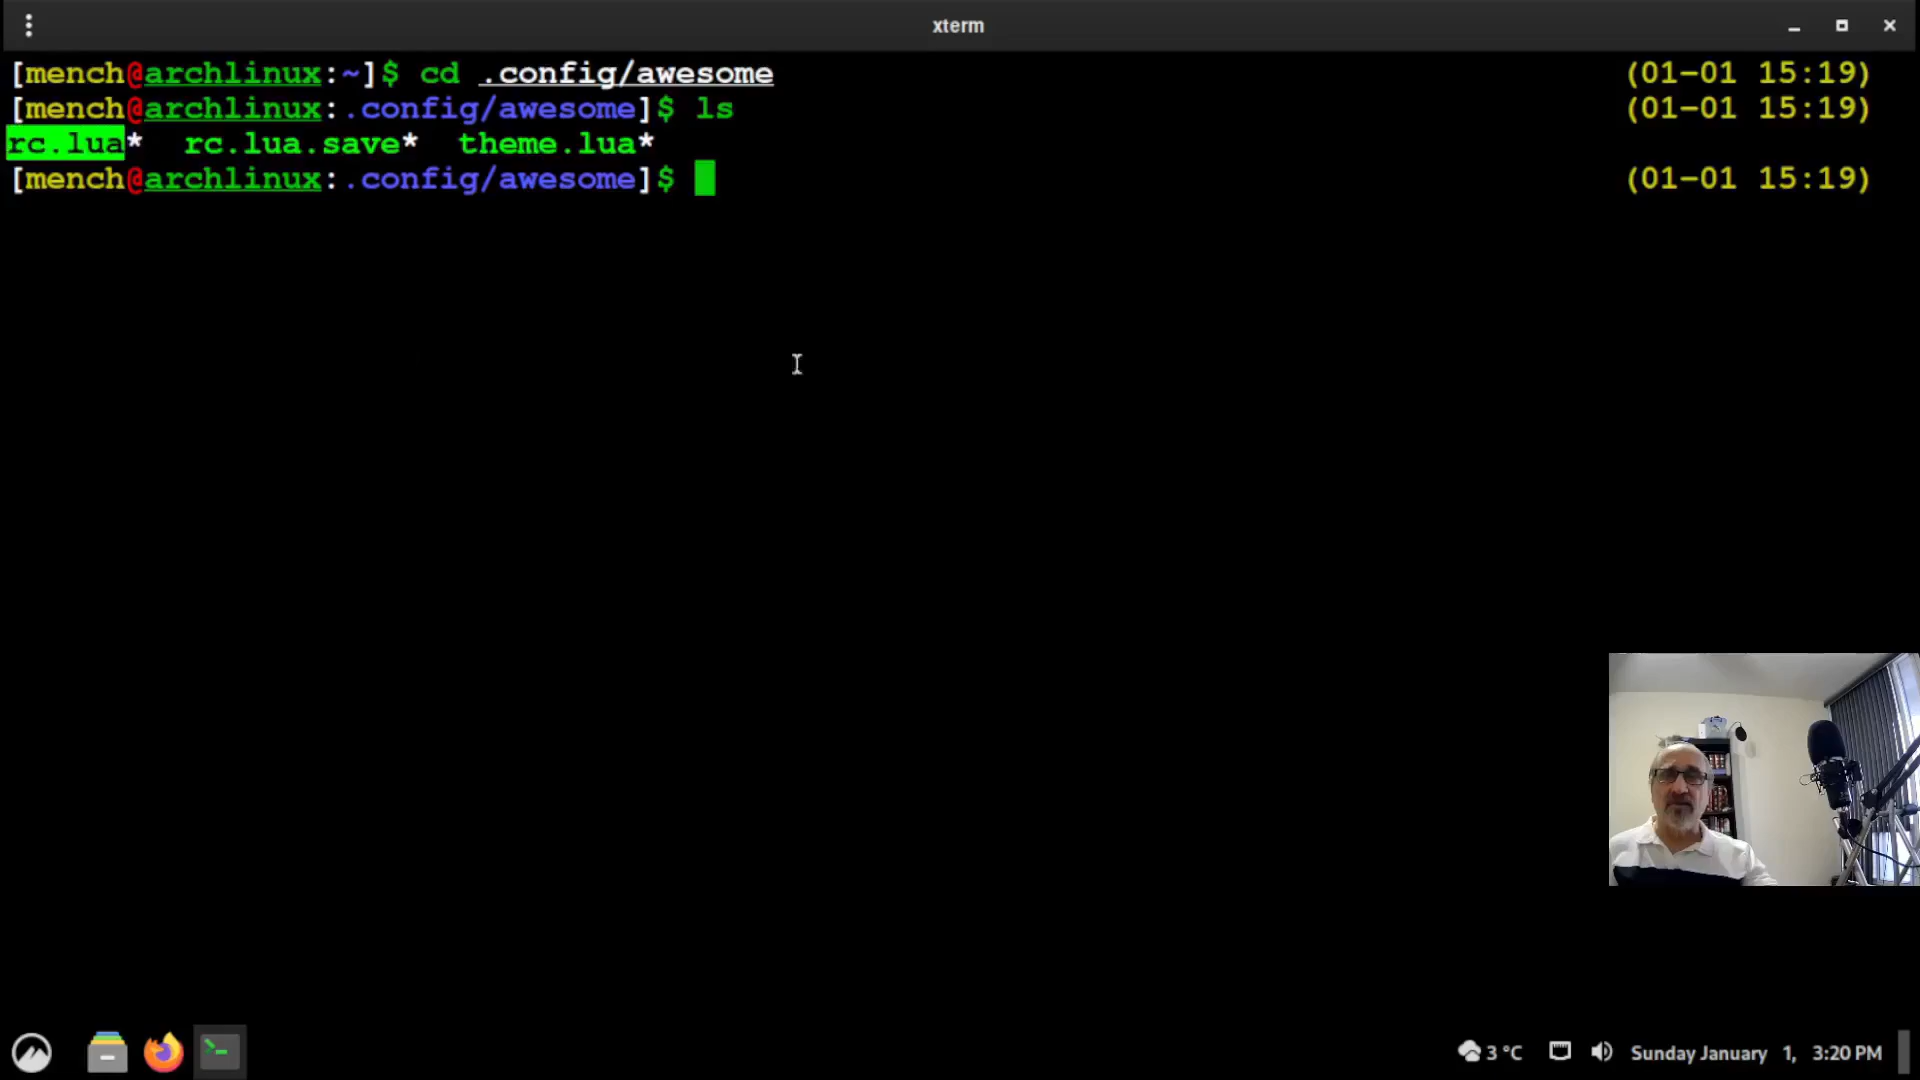 xterm
[mench@archlinux:~]$ cd .config/awesome (01-01 15:19)
[mench@archlinux:.config/awesome]$ ls (01-01 15:19)
rc.lua* rc.lua.save* theme.lua*
[mench@archlinux:.config/awesome]$ (01-01 15:19)
3 °C Sunday January 1, 3:20 PM